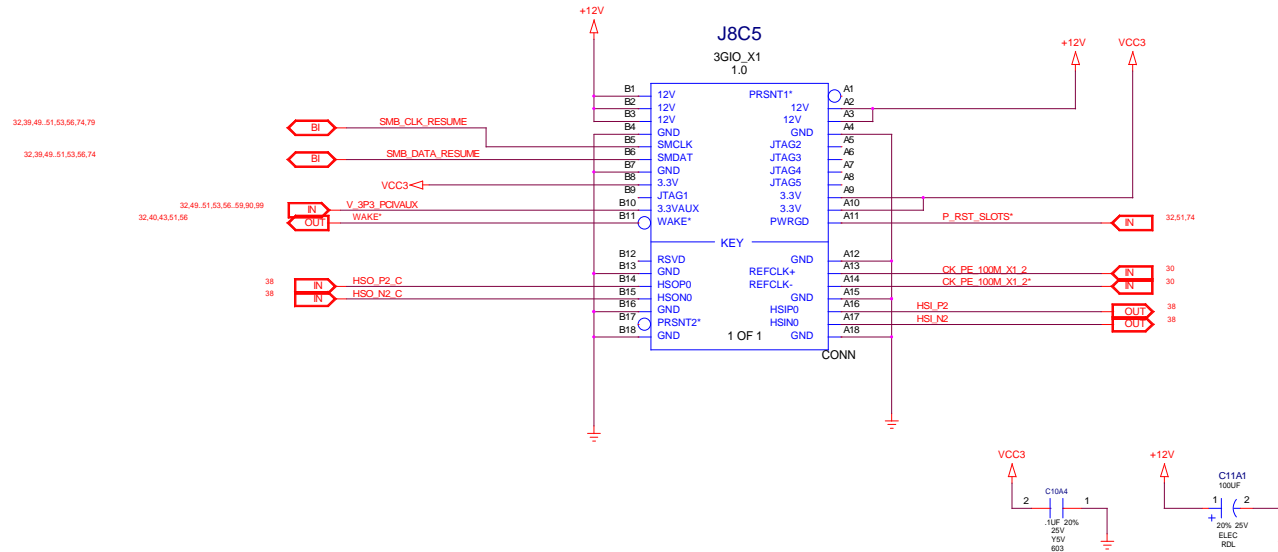 +12V
J8C5
3GIO_X1
1.0
+12V
VCC3
B1 12V PRSNT1* A1
B2 12V 12V A2
B3 12V 12V A3
B4 GND GND A4
32,39,49..51,53,56,74,79 BI SMB_CLK_RESUME B5 SMCLK JTAG2 A5
32,39,49..51,53,56,74 BI SMB_DATA_RESUME B6 SMDAT JTAG3 A6
B7 GND JTAG4 A7
VCC3 B8 3.3V JTAG5 A8
B9 JTAG1 3.3V A9
32,49..51,53,56..59,90,99 IN V_3P3_PCIVAUX B10 3.3VAUX 3.3V A10
32,40,43,51,56 OUT WAKE* B11 WAKE* PWRGD A11 P_RST_SLOTS* IN 32,51,74
KEY
B12 RSVD GND A12
B13 GND REFCLK+ A13 CK_PE_100M_X1_2 IN 30
38 IN HSO_P2_C B14 HSOP0 REFCLK- A14 CK_PE_100M_X1_2* IN 30
38 IN HSO_N2_C B15 HSON0 GND A15
B16 GND HSIP0 A16 HSI_P2 OUT 38
B17 PRSNT2* HSIN0 A17 HSI_N2 OUT 38
B18 GND 1 OF 1 GND A18
CONN
VCC3
+12V
C10A4
2 1
.1UF 20%
25V
Y5V
603
C11A1
100UF
1 2
+
20% 25V
ELEC
RDL